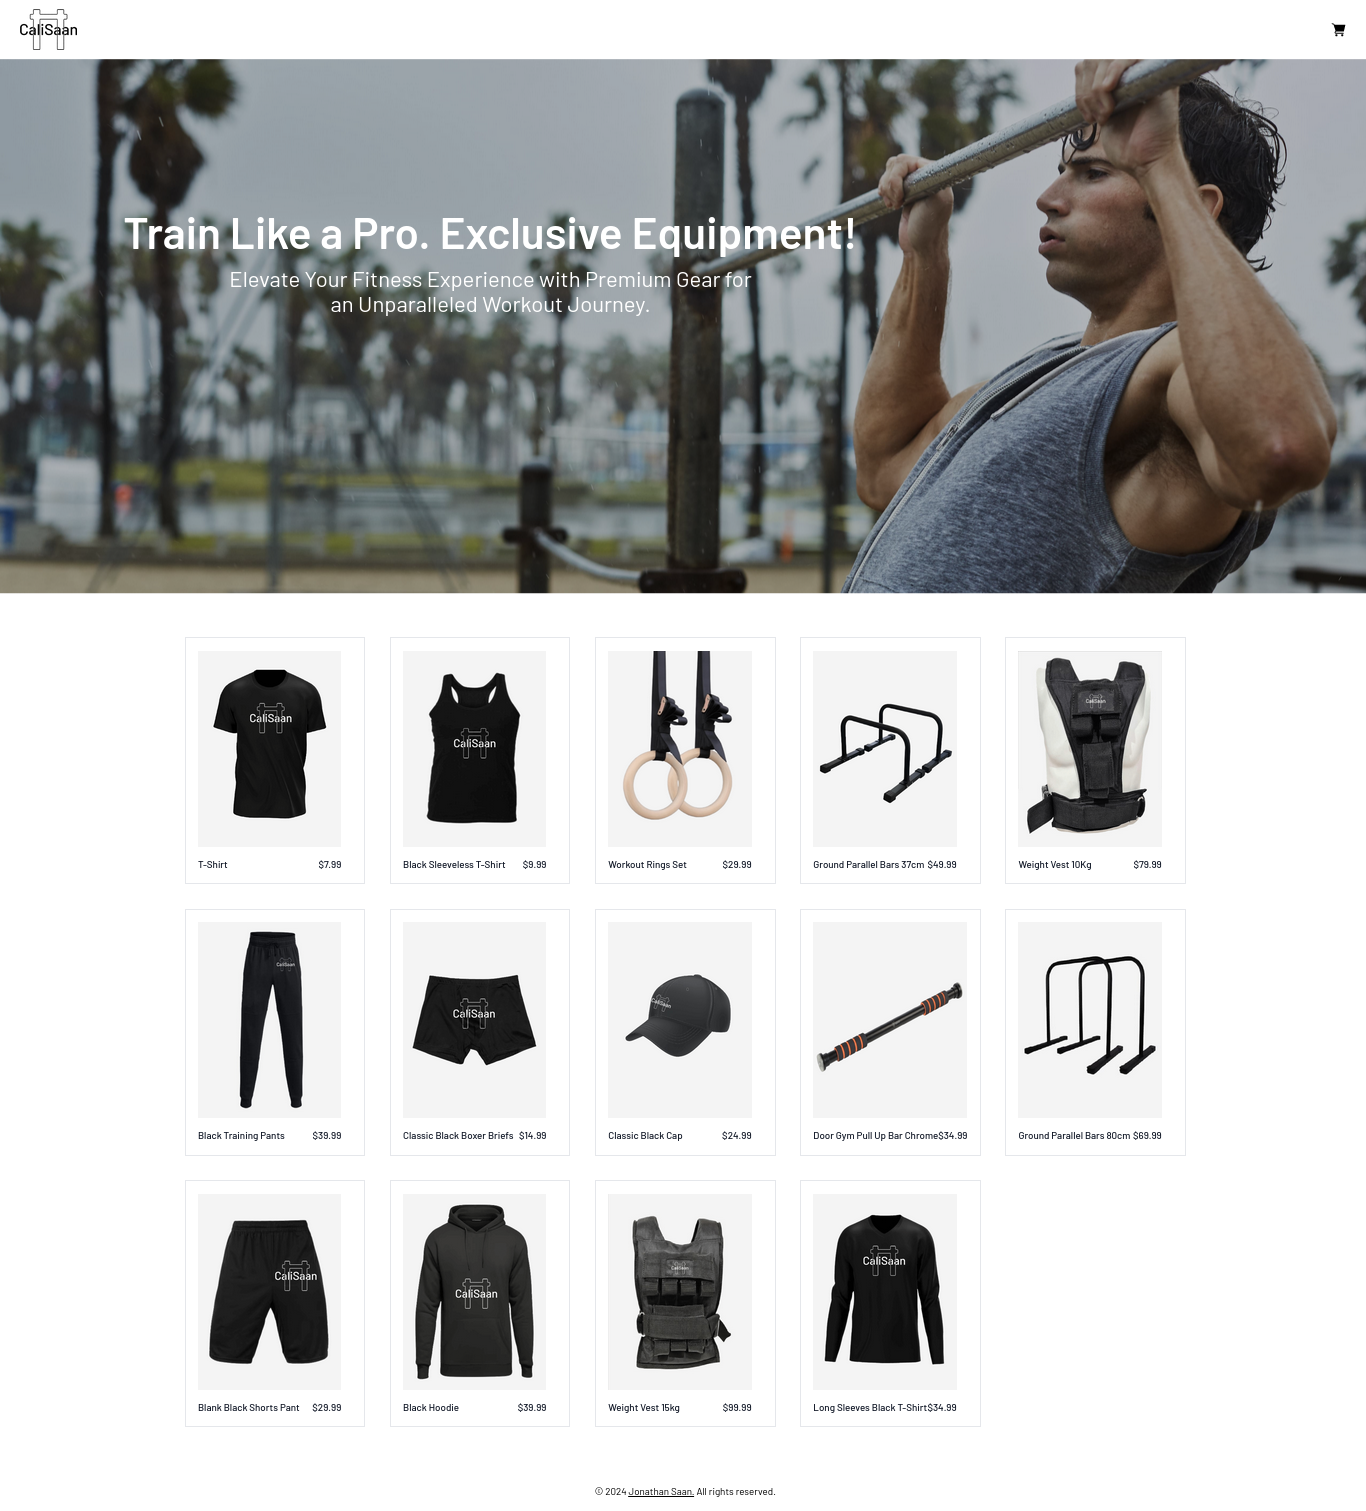 CaliSaan
Train Like a Pro. Exclusive Equipment!
Elevate Your Fitness Experience with Premium Gear for
an Unparalleled Workout Journey.
CaliSaan
CaliSaan
CaliSaan
T-Shirt $7.99
Black Sleeveless T-Shirt $9.99
Workout Rings Set $29.99
Ground Parallel Bars 37cm $49.99
Weight Vest 10Kg $79.99
CaliSaan
CaliSaan
CaliSaan
Black Training Pants $39.99
Classic Black Boxer Briefs $14.99
Classic Black Cap $24.99
Door Gym Pull Up Bar Chrome $34.99
Ground Parallel Bars 80cm $69.99
CaliSaan
CaliSaan
CaliSaan
CaliSaan
Blank Black Shorts Pant $29.99
Black Hoodie $39.99
Weight Vest 15kg $99.99
Long Sleeves Black T-Shirt $34.99
© 2024 Jonathan Saan. All rights reserved.